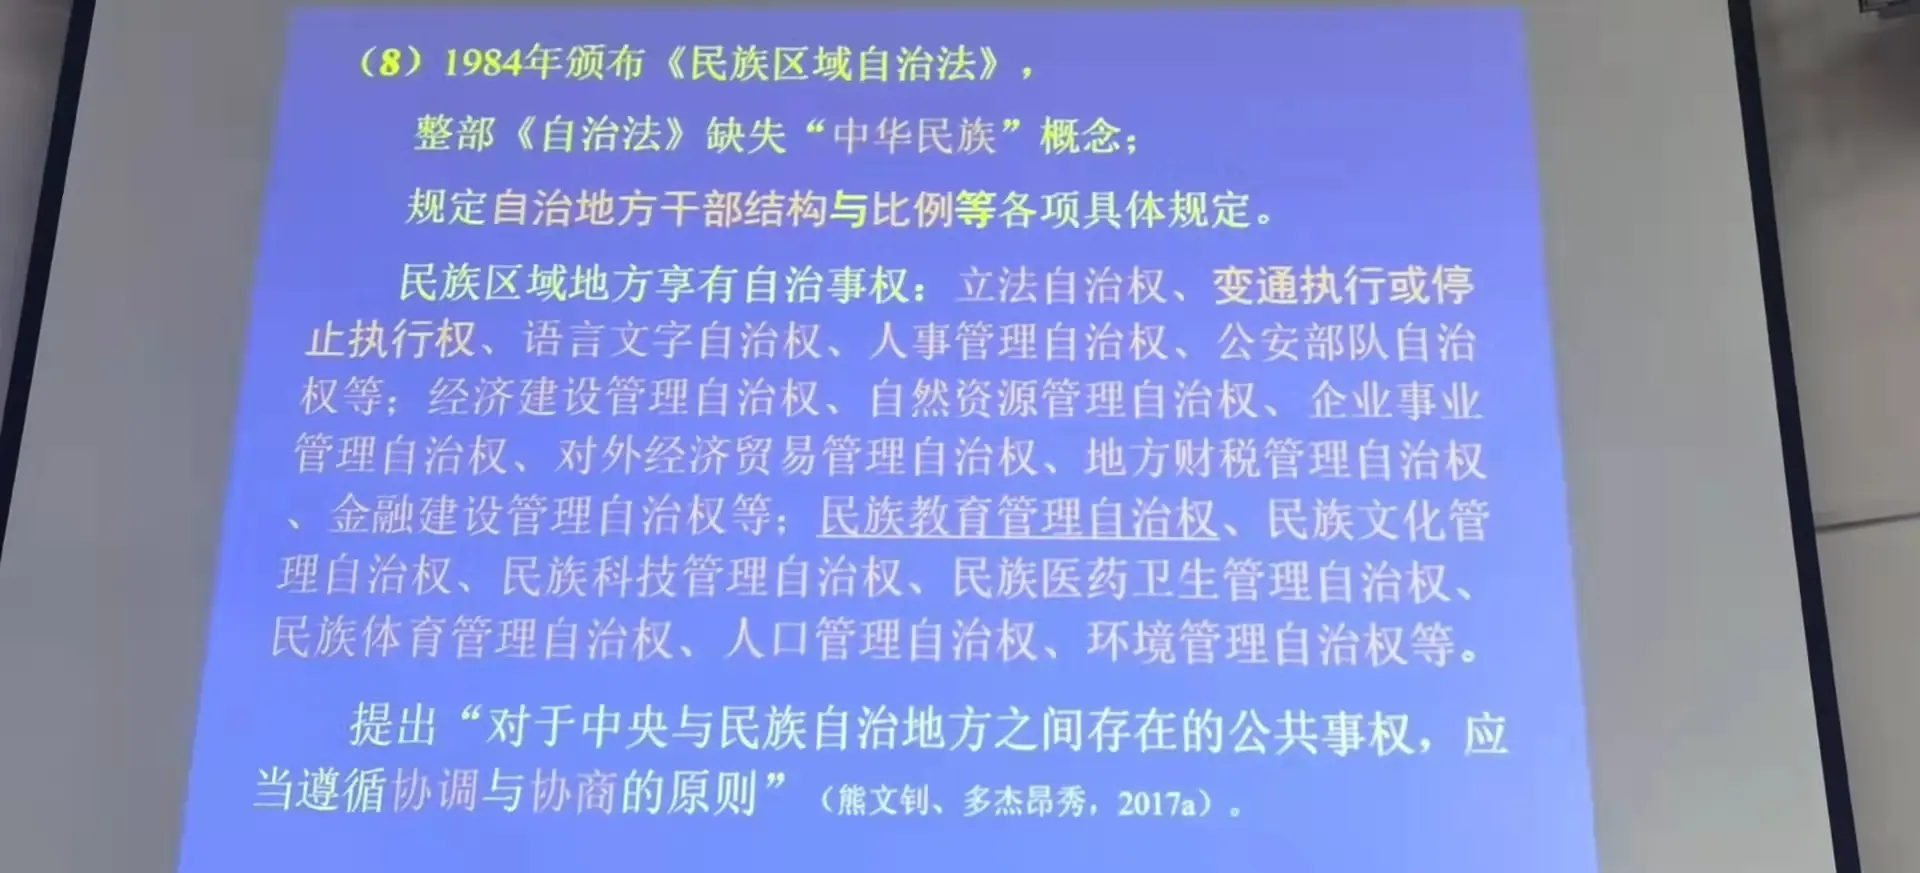 （8）1984年颁布《民族区域自治法》，
整部《自治法》缺失“中华民族”概念；
规定自治地方干部结构与比例等各项具体规定。
民族区域地方享有自治事权：立法自治权、变通执行或停
止执行权、语言文字自治权、人事管理自治权、公安部队自治
权等；经济建设管理自治权、自然资源管理自治权、企业事业
管理自治权、对外经济贸易管理自治权、地方财税管理自治权
、金融建设管理自治权等；民族教育管理自治权、民族文化管
理自治权、民族科技管理自治权、民族医药卫生管理自治权、
民族体育管理自治权、人口管理自治权、环境管理自治权等。
提出“对于中央与民族自治地方之间存在的公共事权，应
当遵循协调与协商的原则”（熊文钊、多杰昂秀，2017a）。